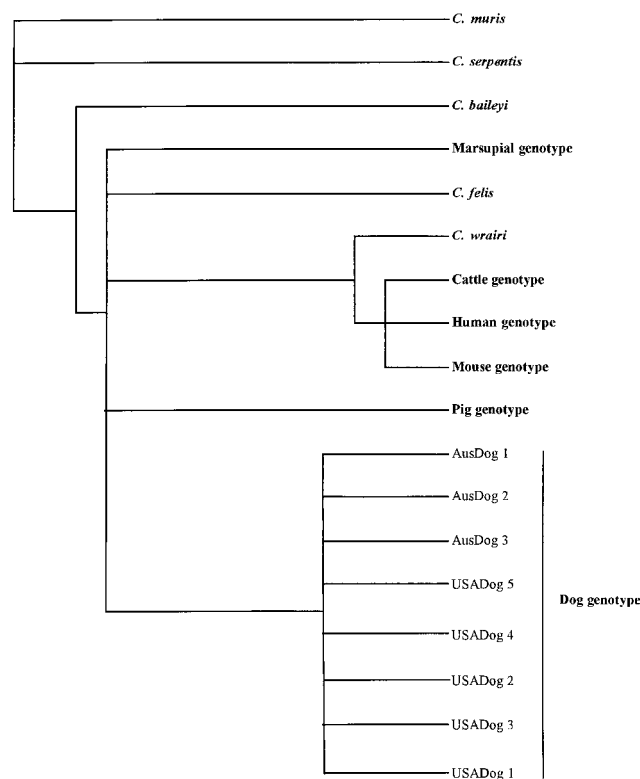 C. muris
C. serpentis
C. baileyi
Marsupial genotype
C. felis
C. wrairi
Cattle genotype
Human genotype
Mouse genotype
Pig genotype
AusDog 1
AusDog 2
AusDog 3
USADog 5
Dog genotype
USADog 4
USADog 2
USADog 3
USADog 1